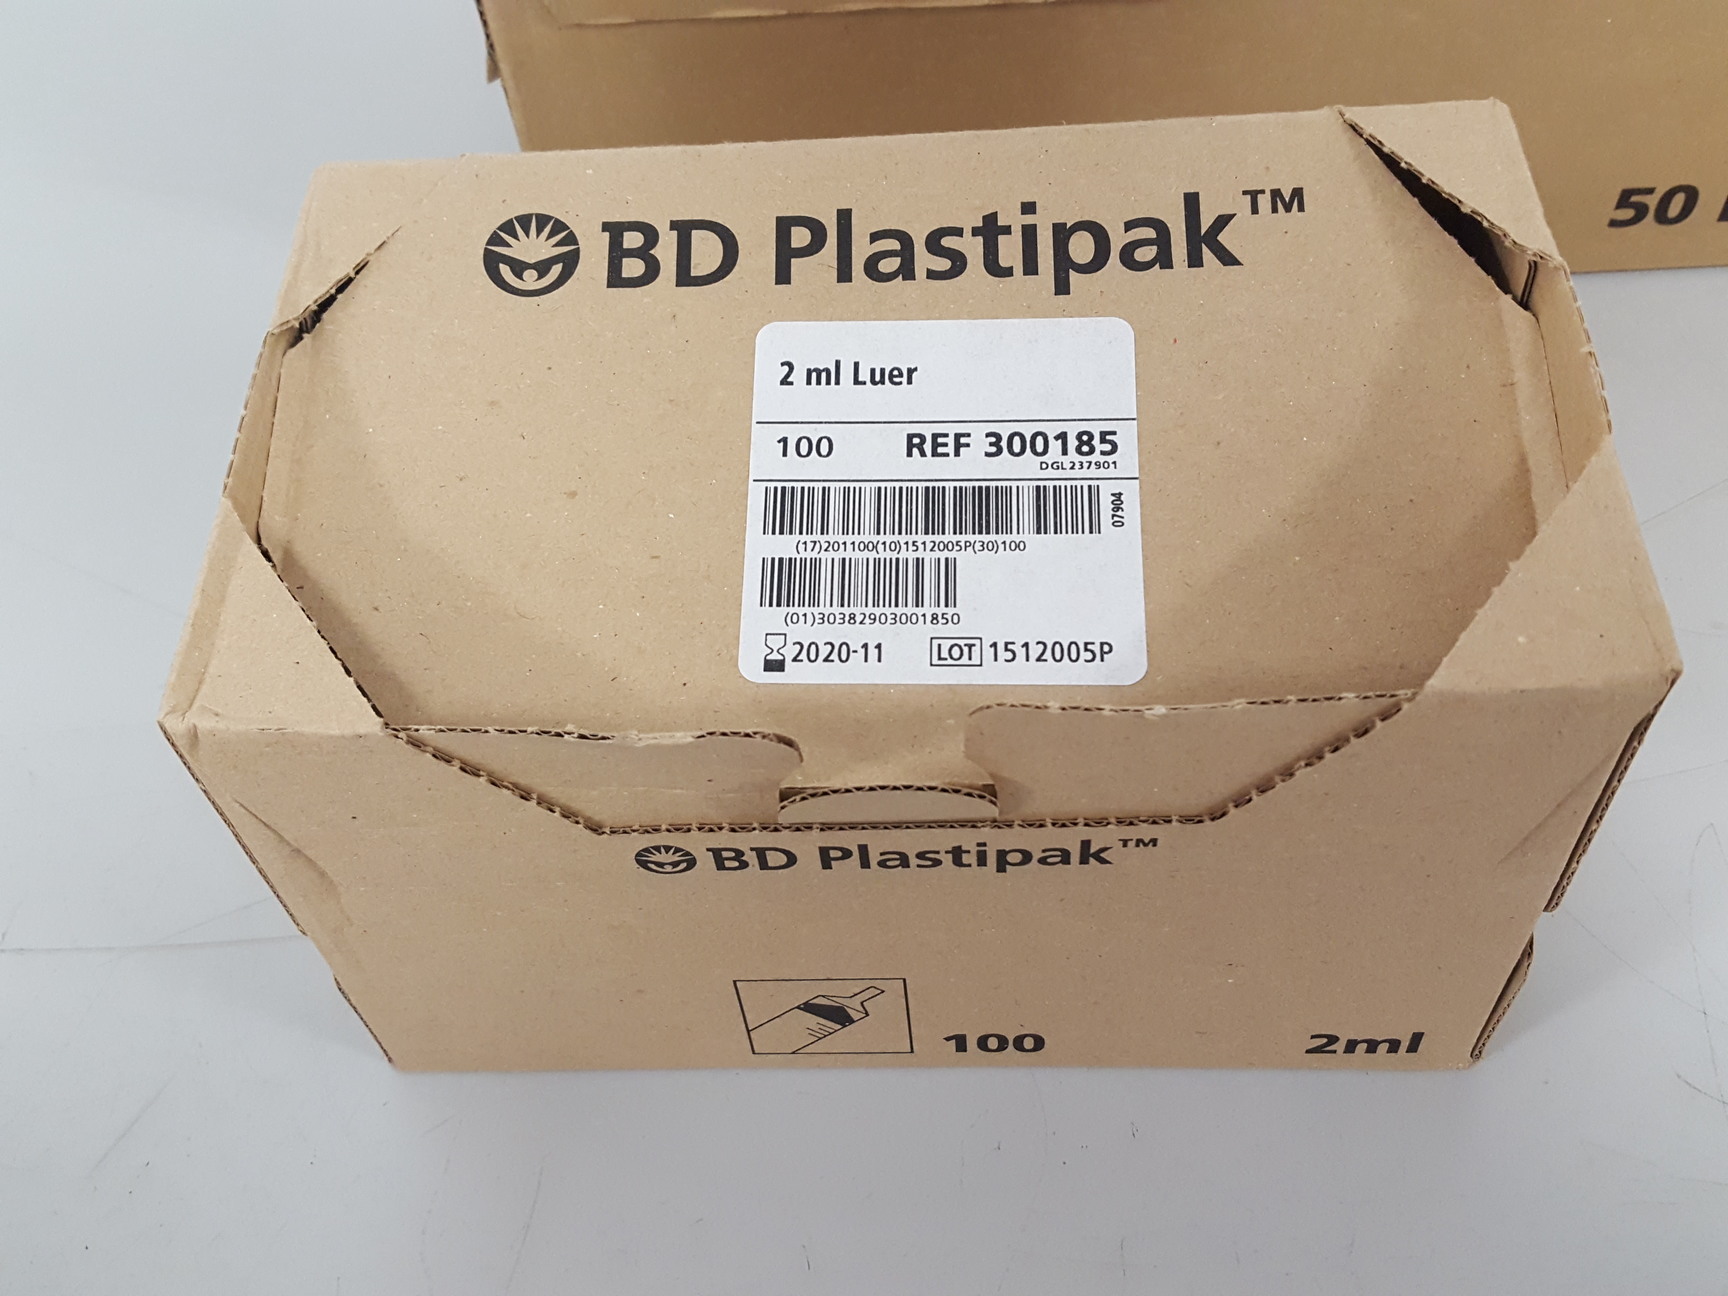 50
BD Plastipak™
2 ml Luer
100 REF 300185
DGL237901
07904
(17)201100(10)1512005P(30)100
(01)30382903001850
2020-11 LOT 1512005P
BD Plastipak™
100 2ml